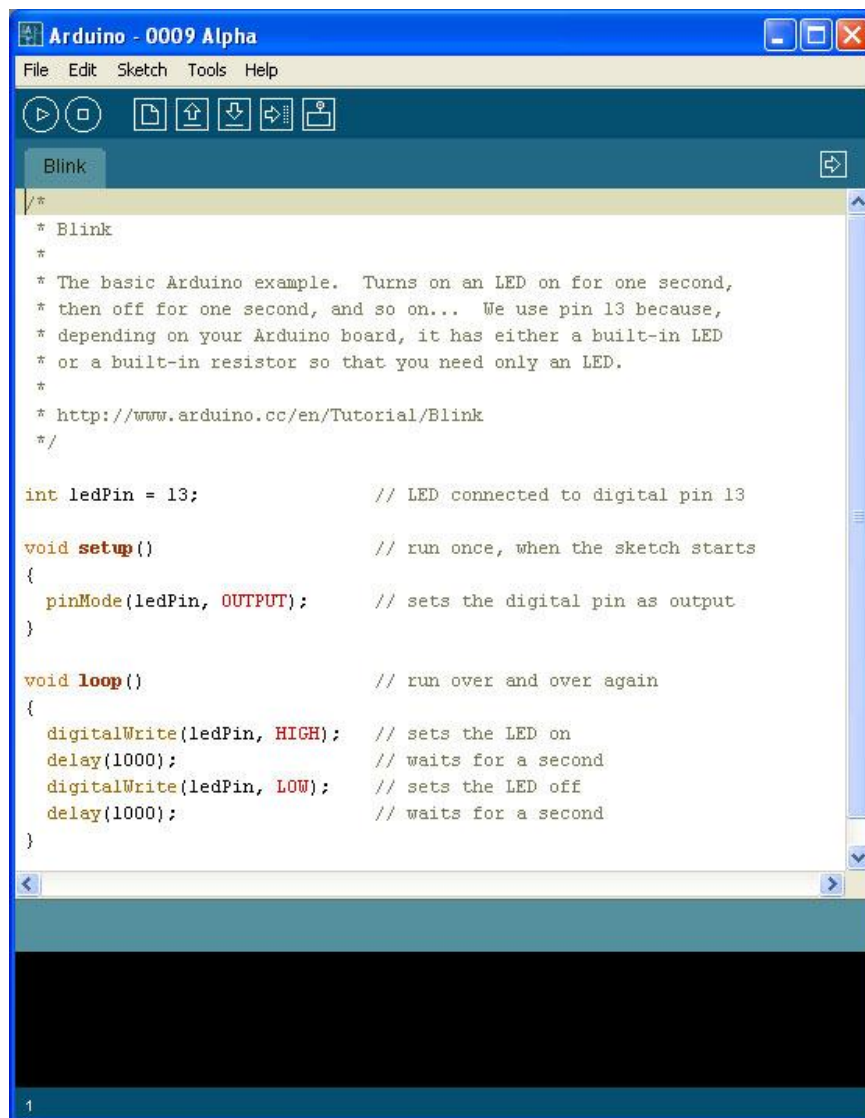 Arduino - 0009 Alpha
File Edit Sketch Tools Help
Blink
/*
 * Blink
 *
 * The basic Arduino example.  Turns on an LED on for one second,
 * then off for one second, and so on...  We use pin 13 because,
 * depending on your Arduino board, it has either a built-in LED
 * or a built-in resistor so that you need only an LED.
 *
 * http://www.arduino.cc/en/Tutorial/Blink
 */
int ledPin = 13;                // LED connected to digital pin 13
void setup()                    // run once, when the sketch starts
{
  pinMode(ledPin, OUTPUT);      // sets the digital pin as output
}
void loop()                     // run over and over again
{
  digitalWrite(ledPin, HIGH);   // sets the LED on
  delay(1000);                  // waits for a second
  digitalWrite(ledPin, LOW);    // sets the LED off
  delay(1000);                  // waits for a second
}
1